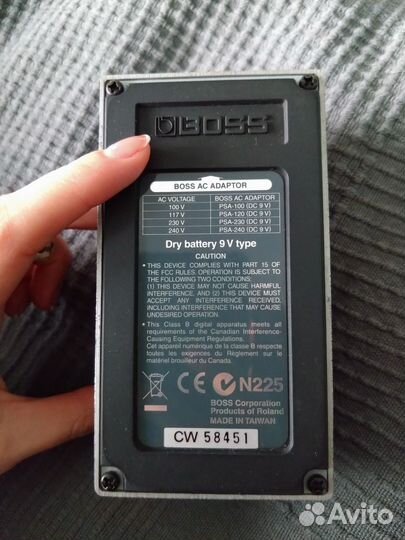 BOSS
BOSS AC ADAPTOR
AC VOLTAGE BOSS AC ADAPTOR
100 V PSA-100 (DC 9 V)
117 V PSA-120 (DC 9 V)
230 V PSA-230 (DC 9 V)
240 V PSA-240 (DC 9 V)
Dry battery 9 V type
CAUTION
• THIS DEVICE COMPLIES WITH PART 15 OF
THE FCC RULES. OPERATION IS SUBJECT TO
THE FOLLOWING TWO CONDITIONS:
(1) THIS DEVICE MAY NOT CAUSE HARMFUL
INTERFERENCE, AND (2) THIS DEVICE MUST
ACCEPT ANY INTERFERENCE RECEIVED,
INCLUDING INTERFERENCE THAT MAY CAUSE
UNDESIRED OPERATION.
• This Class B digital apparatus meets all
requirements of the Canadian Interference-
Causing Equipment Regulations.
Cet appareil numérique de la classe B respecte
toutes les exigences du Règlement sur le
matériel brouilleur du Canada.
CE N225
BOSS Corporation
Products of Roland
MADE IN TAIWAN
CW 58451
Avito